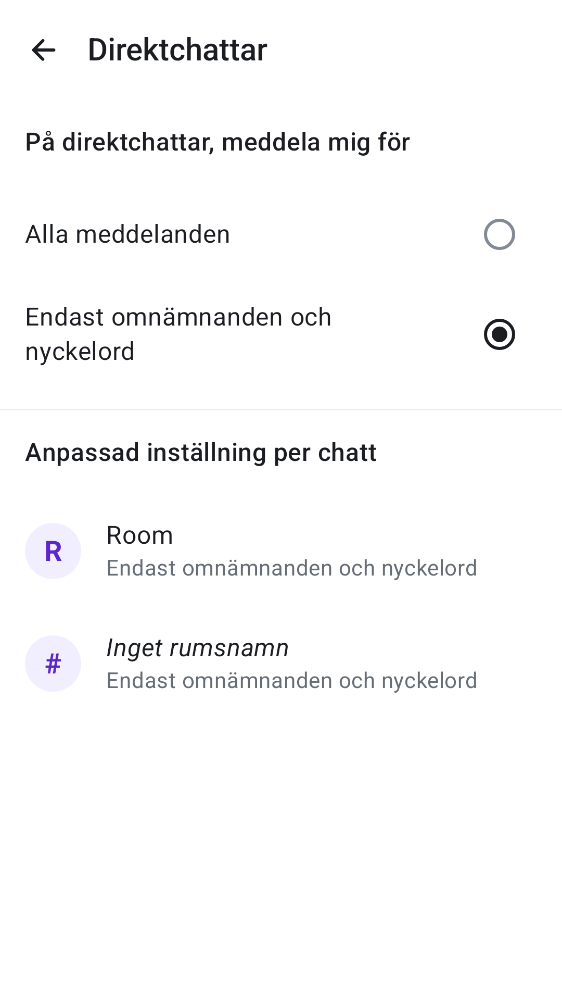 Direktchattar
På direktchattar, meddela mig för
Alla meddelanden
Endast omnämnanden och
nyckelord
Anpassad inställning per chatt
R
Room
Endast omnämnanden och nyckelord
#
Inget rumsnamn
Endast omnämnanden och nyckelord